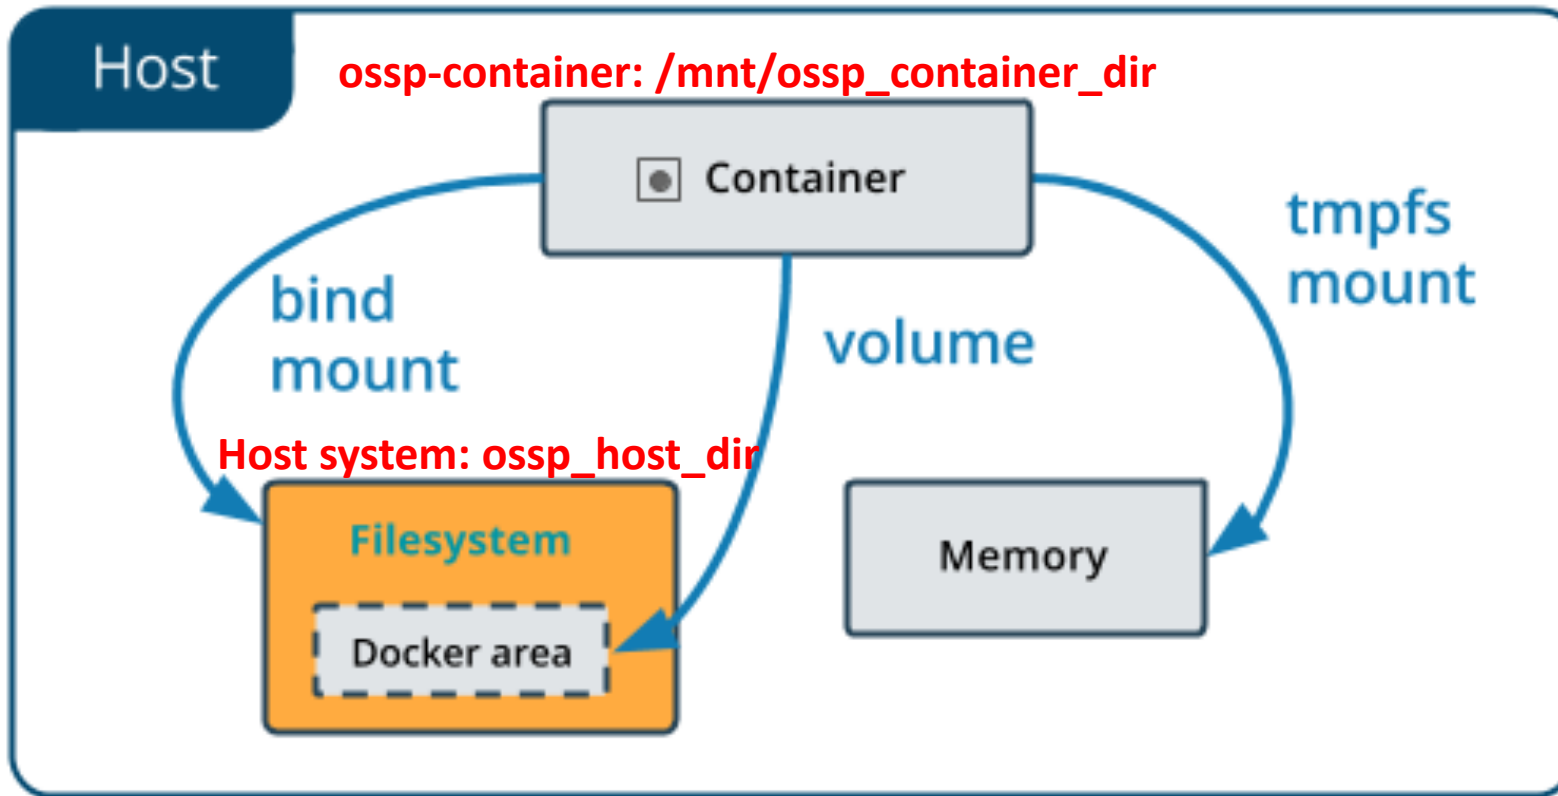 Host
ossp-container: /mnt/ossp_container_dir
Container
tmpfs
mount
bind
mount
volume
Host system: ossp_host_dir
Filesystem
Docker area
Memory